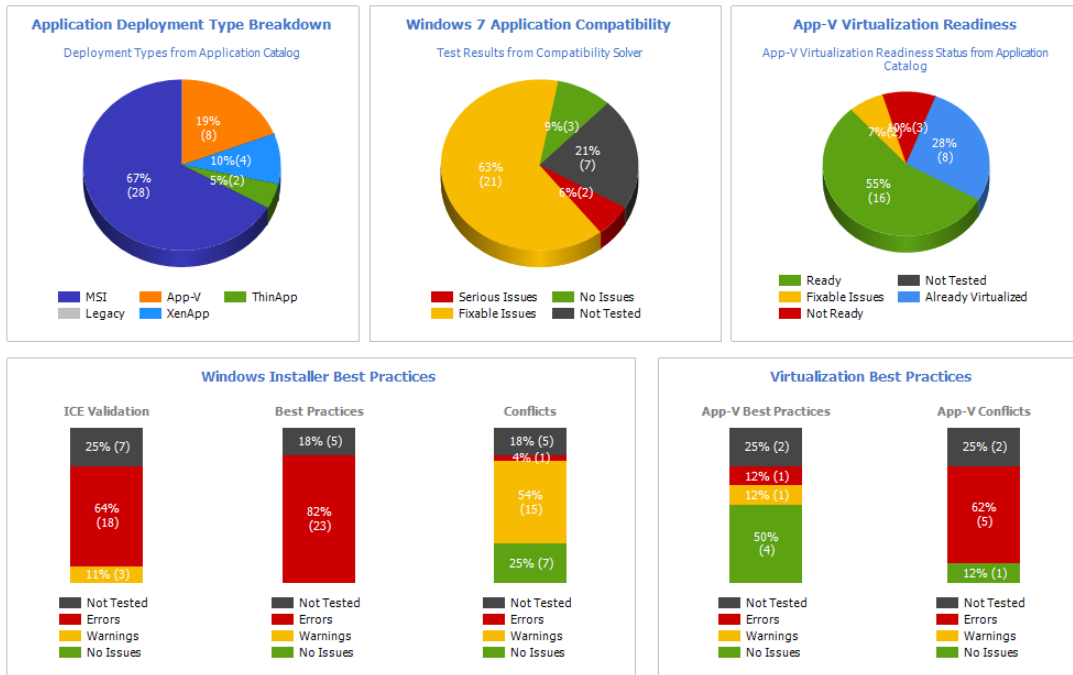 Application Deployment Type Breakdown
Deployment Types from Application Catalog
19%
(8)
10%(4)
5%(2)
67%
(28)
MSI
App-V
ThinApp
Legacy
XenApp
Windows 7 Application Compatibility
Test Results from Compatibility Solver
9%(3)
21%
(7)
63%
(21)
6%(2)
Serious Issues
No Issues
Fixable Issues
Not Tested
App-V Virtualization Readiness
App-V Virtualization Readiness Status from Application
Catalog
7%(2)
10%(3)
28%
(8)
55%
(16)
Ready
Not Tested
Fixable Issues
Already Virtualized
Not Ready
Windows Installer Best Practices
ICE Validation
25% (7)
64%
(18)
11% (3)
Not Tested
Errors
Warnings
No Issues
Best Practices
18% (5)
82%
(23)
Not Tested
Errors
Warnings
No Issues
Conflicts
18% (5)
4% (1)
54%
(15)
25% (7)
Not Tested
Errors
Warnings
No Issues
Virtualization Best Practices
App-V Best Practices
25% (2)
12% (1)
12% (1)
50%
(4)
Not Tested
Errors
Warnings
No Issues
App-V Conflicts
25% (2)
62%
(5)
12% (1)
Not Tested
Errors
Warnings
No Issues